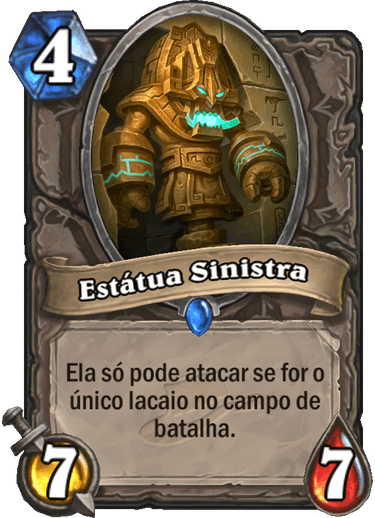 4
Estátua Sinistra
Ela só pode atacar se for o
único lacaio no campo de
batalha.
7
7